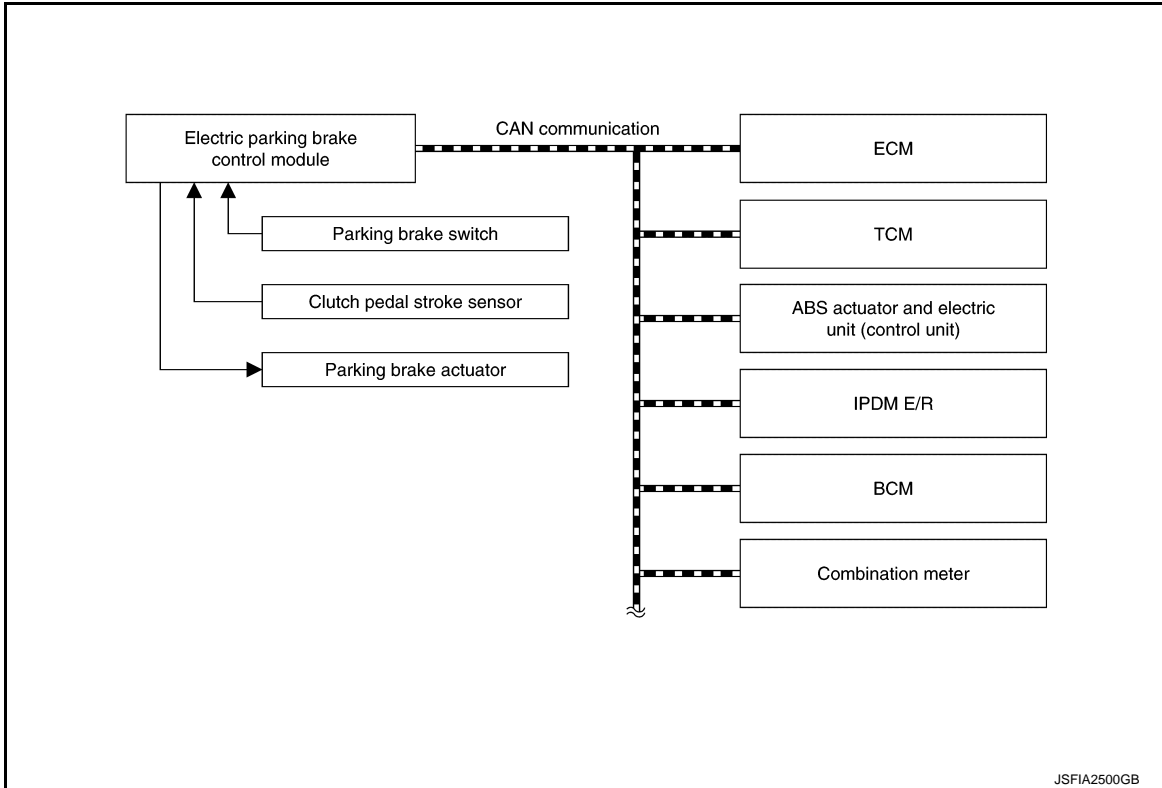 Electric parking brake
control module
CAN communication
ECM
Parking brake switch
TCM
Clutch pedal stroke sensor
ABS actuator and electric
unit (control unit)
Parking brake actuator
IPDM E/R
BCM
Combination meter
JSFIA2500GB